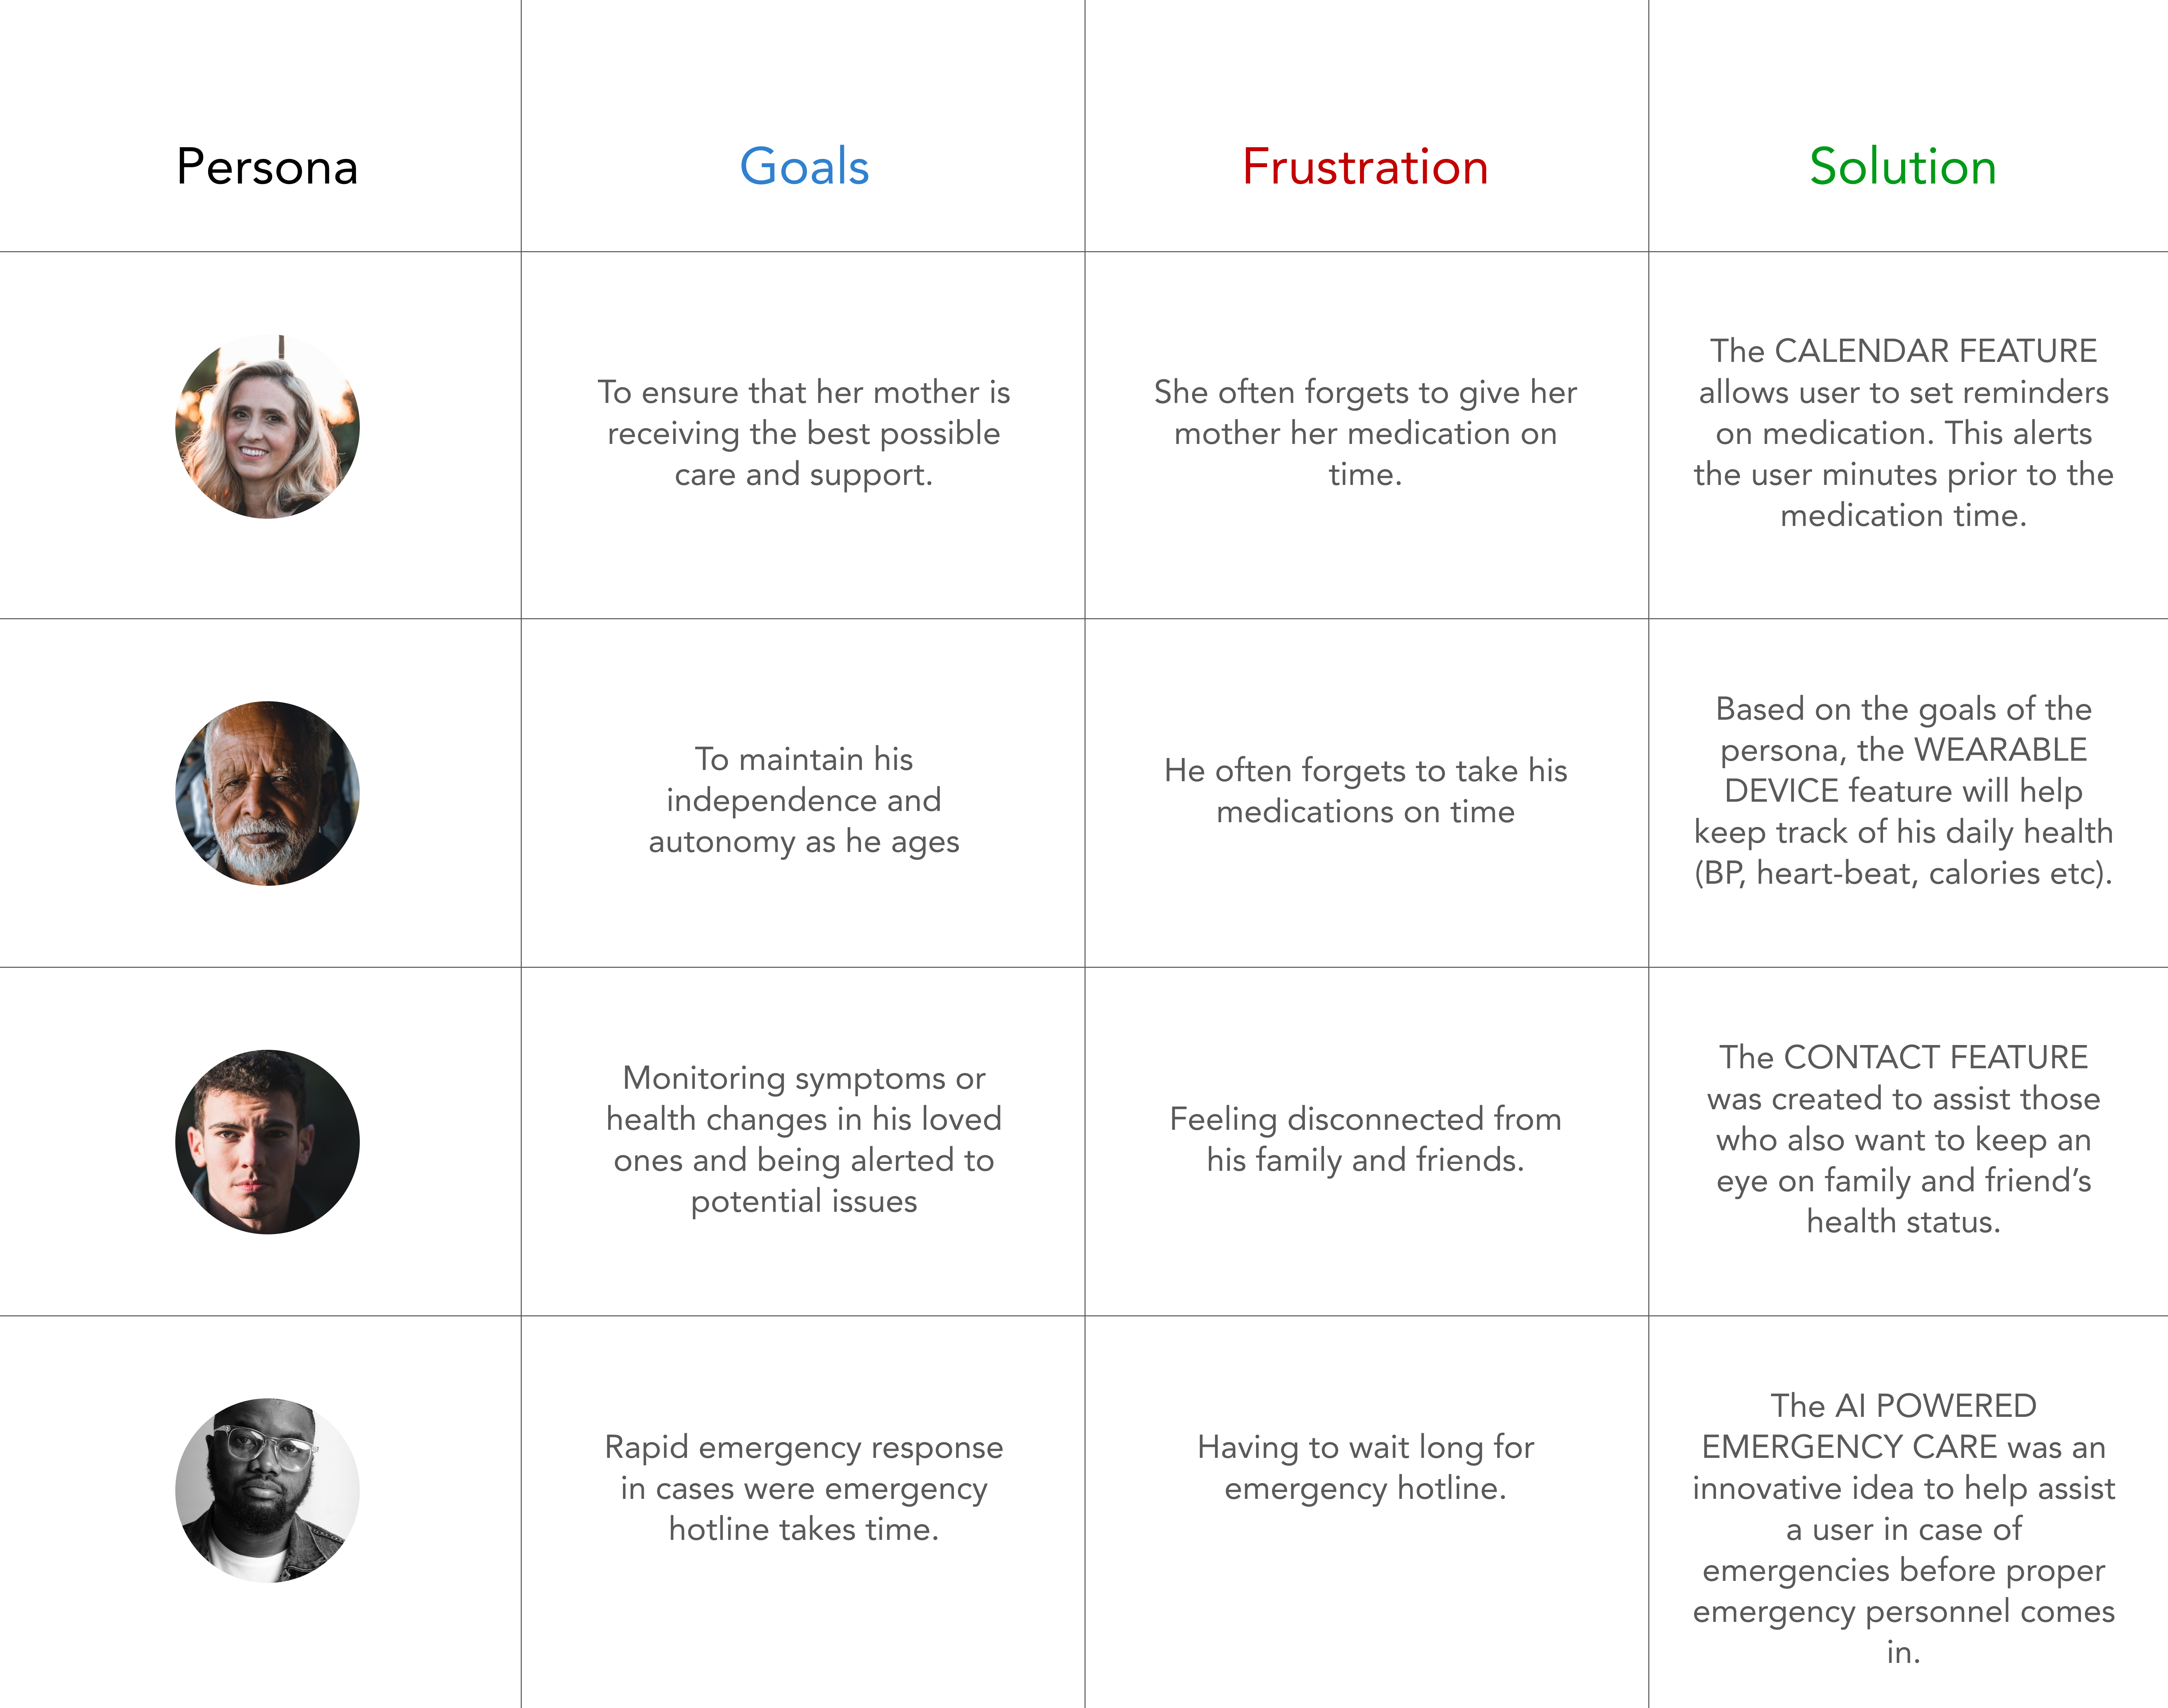 Persona
Goals
Frustration
Solution
To ensure that her mother is
receiving the best possible
care and support.
She often forgets to give her
mother her medication on
time.
The CALENDAR FEATURE
allows user to set reminders
on medication. This alerts
the user minutes prior to the
medication time.
To maintain his
independence and
autonomy as he ages
He often forgets to take his
medications on time
Based on the goals of the
persona, the WEARABLE
DEVICE feature will help
keep track of his daily health
(BP, heart-beat, calories etc).
Monitoring symptoms or
health changes in his loved
ones and being alerted to
potential issues
Feeling disconnected from
his family and friends.
The CONTACT FEATURE
was created to assist those
who also want to keep an
eye on family and friend’s
health status.
Rapid emergency response
in cases were emergency
hotline takes time.
Having to wait long for
emergency hotline.
The AI POWERED
EMERGENCY CARE was an
innovative idea to help assist
a user in case of
emergencies before proper
emergency personnel comes
in.